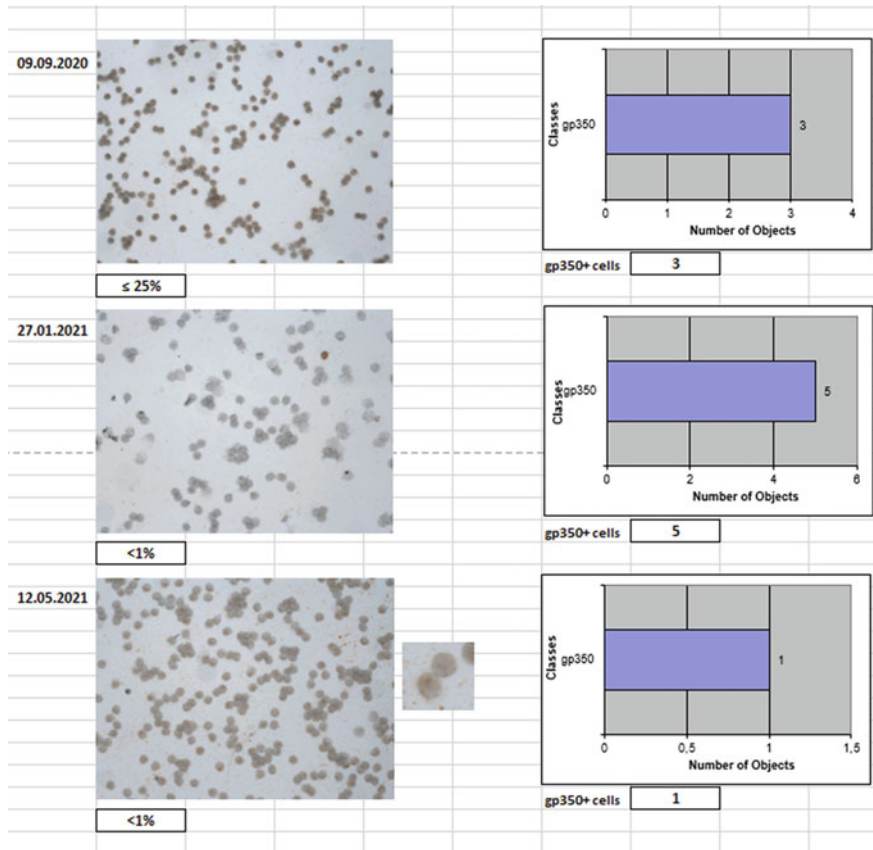 09.09.2020
Classes
gp350
3
0 1 2 3 4
Number of Objects
gp350+ cells 3
≤ 25%
27.01.2021
Classes
gp350
5
0 2 4 6
Number of Objects
gp350+ cells 5
<1%
12.05.2021
Classes
gp350
1
0 0,5 1 1,5
Number of Objects
gp350+ cells 1
<1%